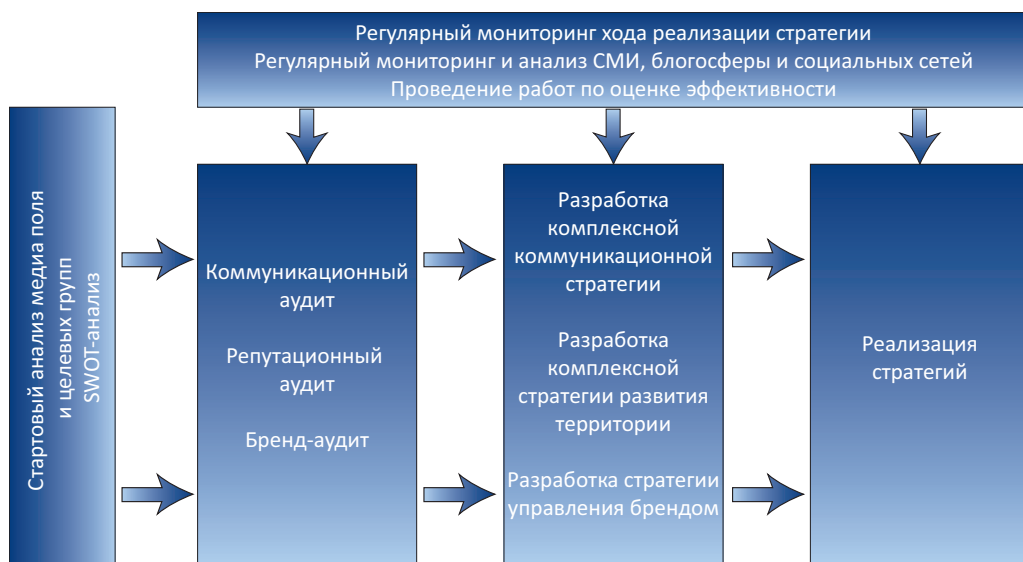 Регулярный мониторинг хода реализации стратегии
Регулярный мониторинг и анализ СМИ, блогосферы и социальных сетей
Проведение работ по оценке эффективности
Стартовый анализ медиа поля
и целевых групп
SWOT-анализ
Коммуникационный
аудит
Репутационный
аудит
Бренд-аудит
Разработка
комплексной
коммуникационной
стратегии
Разработка
комплексной
стратегии развития
территории
Разработка стратегии
управления брендом
Реализация
стратегий